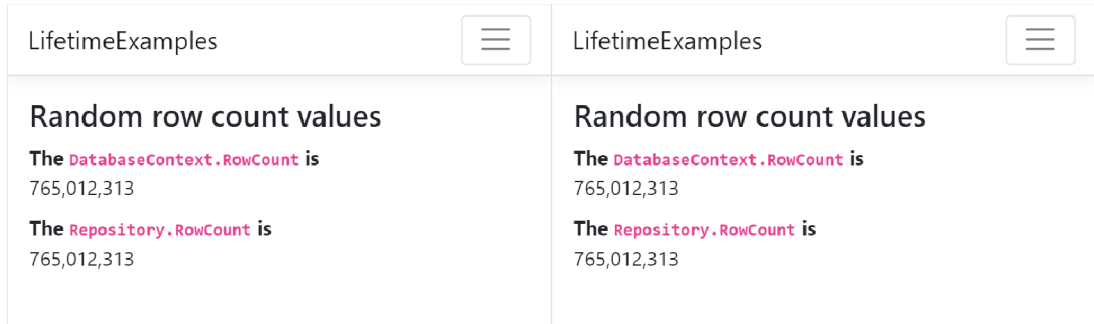 LifetimeExamples
Random row count values
The DatabaseContext.RowCount is
765,012,313
The Repository.RowCount is
765,012,313
LifetimeExamples
Random row count values
The DatabaseContext.RowCount is
765,012,313
The Repository.RowCount is
765,012,313